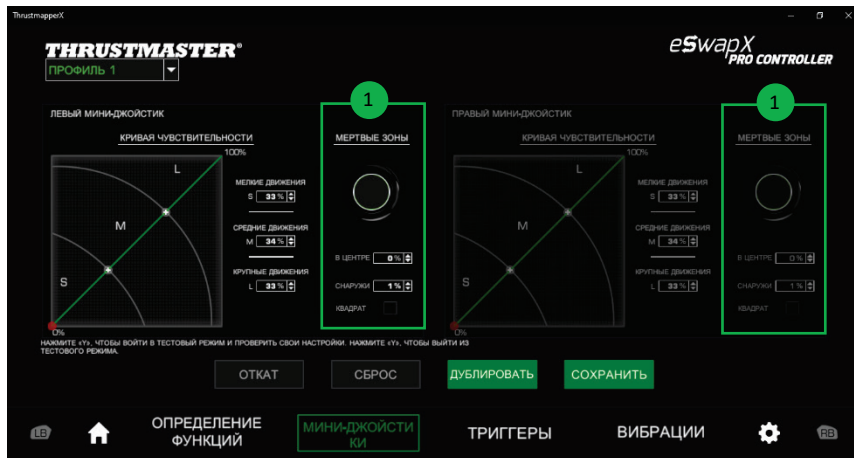 ThrustmapperX
THRUSTMASTER®
eSwapX
PRO CONTROLLER
ПРОФИЛЬ 1
ЛЕВЫЙ МИНИ-ДЖОЙСТИК
КРИВАЯ ЧУВСТВИТЕЛЬНОСТИ
100%
L
M
S
0%
МЕЛКИЕ ДВИЖЕНИЯ
S 33 %
СРЕДНИЕ ДВИЖЕНИЯ
M 34 %
КРУПНЫЕ ДВИЖЕНИЯ
L 33 %
1
МЕРТВЫЕ ЗОНЫ
В ЦЕНТРЕ 0 %
СНАРУЖИ 1 %
КВАДРАТ
ПРАВЫЙ МИНИ-ДЖОЙСТИК
КРИВАЯ ЧУВСТВИТЕЛЬНОСТИ
100%
L
M
S
0%
МЕЛКИЕ ДВИЖЕНИЯ
S 33 %
СРЕДНИЕ ДВИЖЕНИЯ
M 34 %
КРУПНЫЕ ДВИЖЕНИЯ
L 33 %
1
МЕРТВЫЕ ЗОНЫ
В ЦЕНТРЕ 0 %
СНАРУЖИ 1 %
КВАДРАТ
НАЖМИТЕ «Y», ЧТОБЫ ВОЙТИ В ТЕСТОВЫЙ РЕЖИМ И ПРОВЕРИТЬ СВОИ НАСТРОЙКИ. НАЖМИТЕ «Y», ЧТОБЫ ВЫЙТИ ИЗ
ТЕСТОВОГО РЕЖИМА.
ОТКАТ
СБРОС
ДУБЛИРОВАТЬ
СОХРАНИТЬ
LB
ОПРЕДЕЛЕНИЕ
ФУНКЦИЙ
МИНИ-ДЖОЙСТИ
КИ
ТРИГГЕРЫ
ВИБРАЦИИ
RB